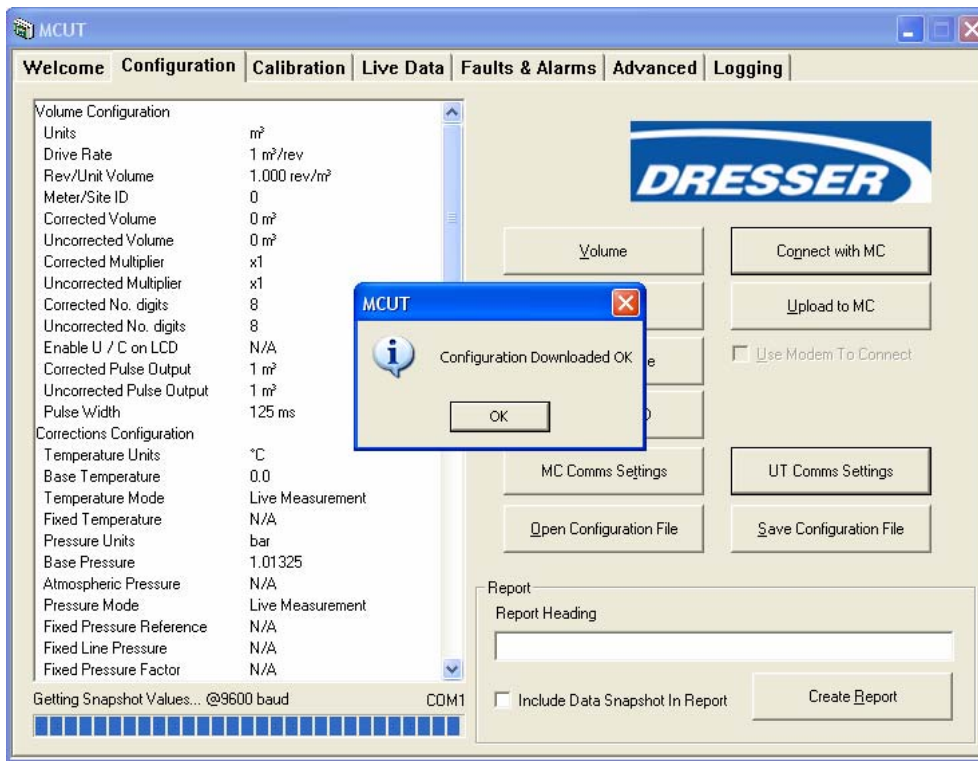 MCUT
Welcome Configuration Calibration Live Data Faults & Alarms Advanced Logging
Volume Configuration
Units m³
Drive Rate 1 m³/rev
Rev/Unit Volume 1.000 rev/m³
Meter/Site ID 0
Corrected Volume 0 m³
Uncorrected Volume 0 m³
Corrected Multiplier x1
Uncorrected Multiplier x1
Corrected No. digits 8
Uncorrected No. digits 8
Enable U / C on LCD N/A
Corrected Pulse Output 1 m³
Uncorrected Pulse Output 1 m³
Pulse Width 125 ms
Corrections Configuration
Temperature Units °C
Base Temperature 0.0
Temperature Mode Live Measurement
Fixed Temperature N/A
Pressure Units bar
Base Pressure 1.01325
Atmospheric Pressure N/A
Pressure Mode Live Measurement
Fixed Pressure Reference N/A
Fixed Line Pressure N/A
Fixed Pressure Factor N/A
Getting Snapshot Values... @9600 baud COM1
DRESSER
Volume
Connect with MC
Upload to MC
Use Modem To Connect
MCUT
Configuration Downloaded OK
OK
MC Comms Settings
UT Comms Settings
Open Configuration File
Save Configuration File
Report
Report Heading
Include Data Snapshot In Report
Create Report